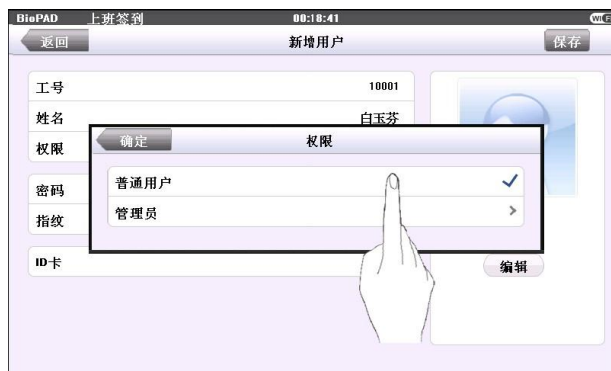 BioPAD 上班签到 00:18:41
返回 新增用户 保存
工号 10001
姓名 白玉芬
权限
确定 权限
普通用户
管理员
密码
指纹
ID卡
编辑